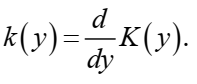 k(y) = d/dy K(y).